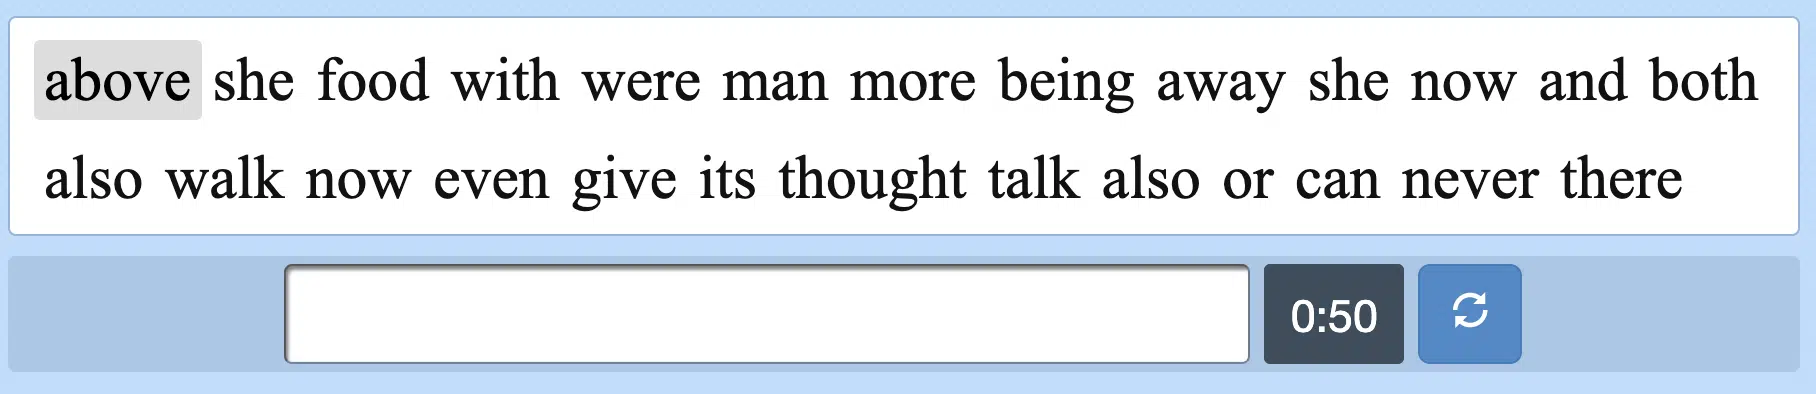 above she food with were man more being away she now and both
also walk now even give its thought talk also or can never there
0:50